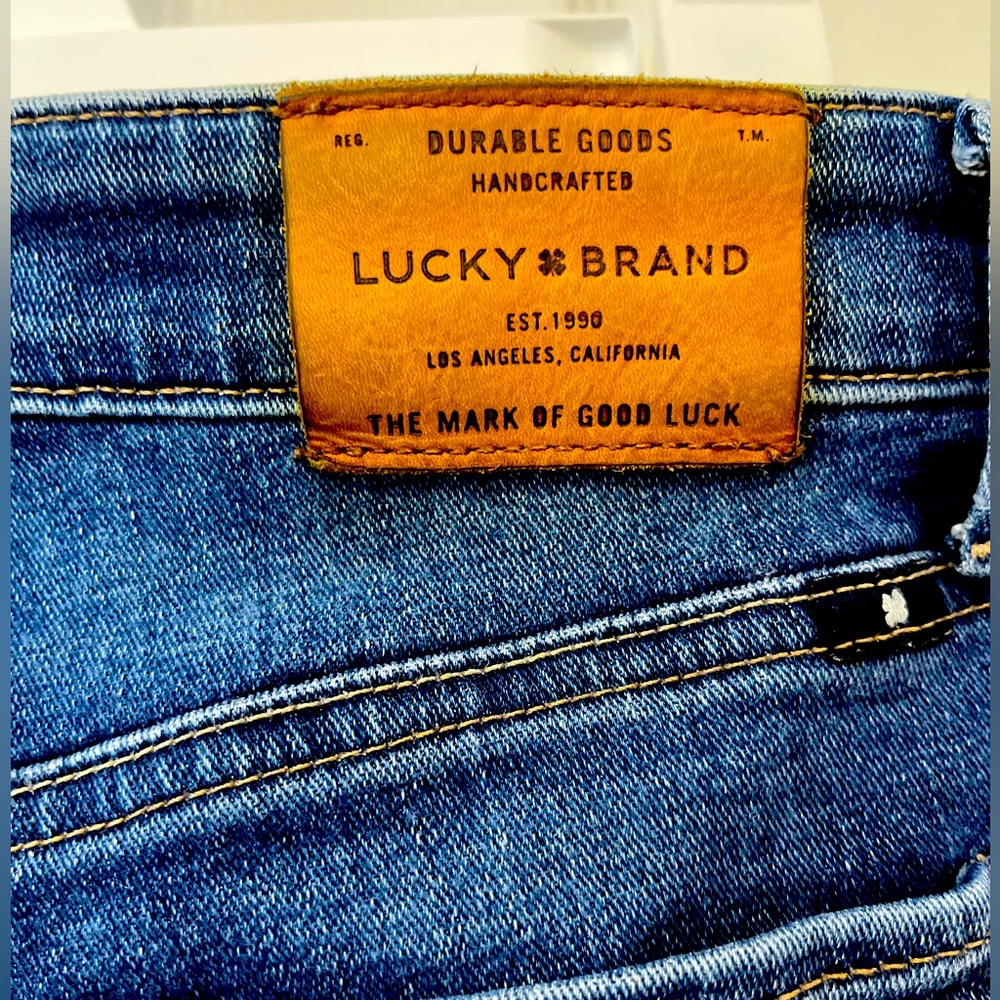 REG. DURABLE GOODS T.M.
HANDCRAFTED
LUCKY BRAND
EST. 1990
LOS ANGELES, CALIFORNIA
THE MARK OF GOOD LUCK